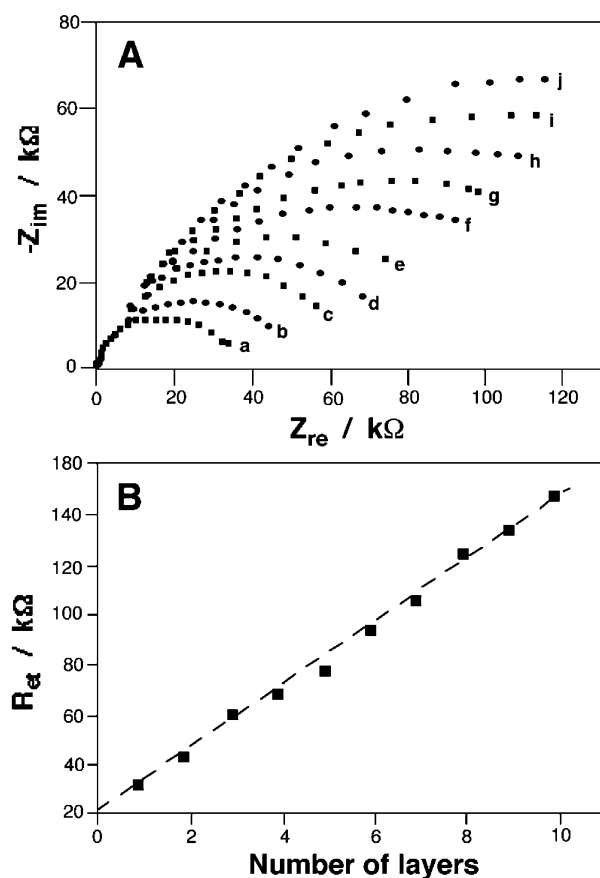 A
80
60
40
20
0
-Z_im / kΩ
j
i
h
g
f
e
d
c
b
a
0 20 40 60 80 100 120
Z_re / kΩ
B
180
140
120
100
80
60
40
20
R_et / kΩ
0 2 4 6 8 10
Number of layers